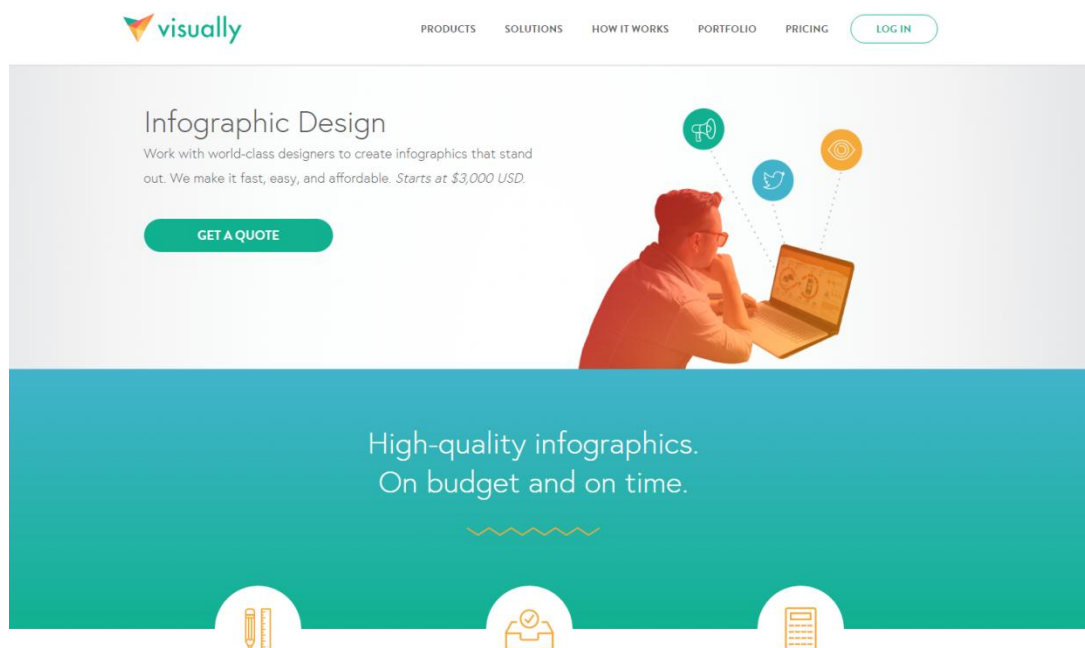 visually
PRODUCTS SOLUTIONS HOW IT WORKS PORTFOLIO PRICING LOG IN
Infographic Design
Work with world-class designers to create infographics that stand
out. We make it fast, easy, and affordable. Starts at $3,000 USD.
GET A QUOTE
High-quality infographics.
On budget and on time.